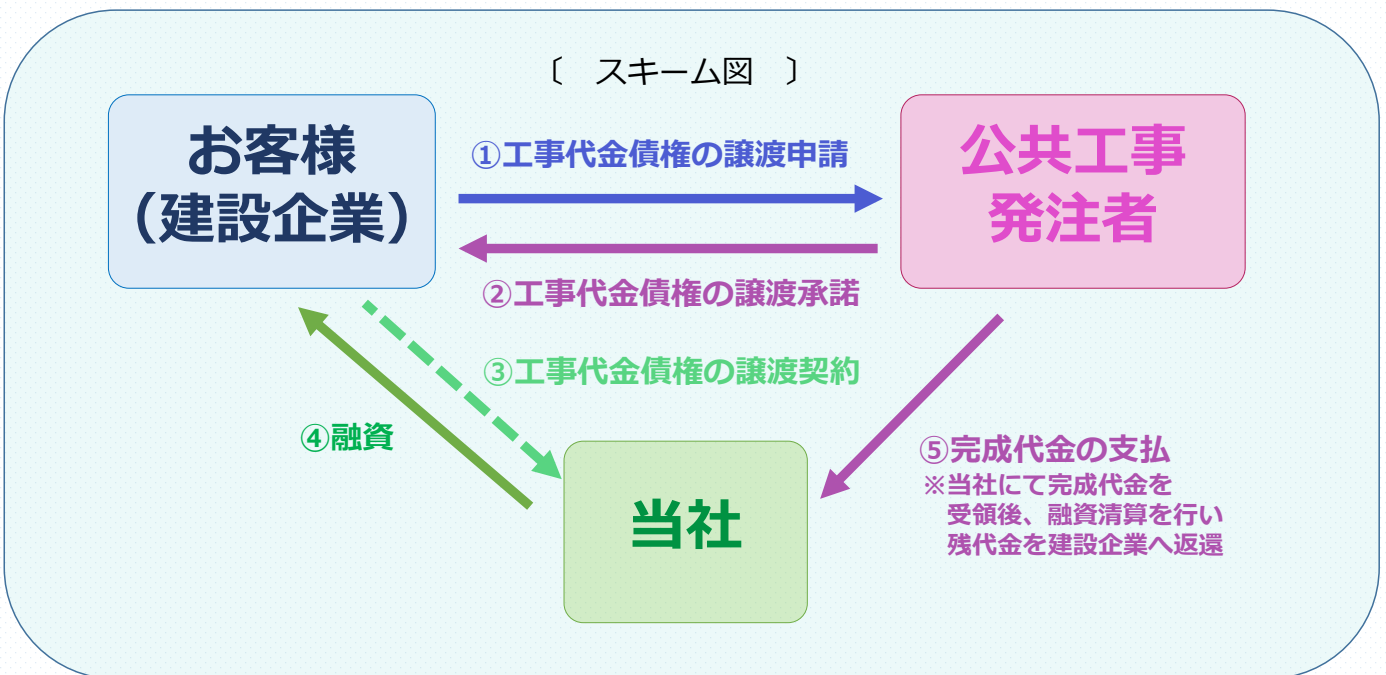 〔　スキーム図　〕
お客様
（建設企業）
①工事代金債権の譲渡申請
公共工事
発注者
②工事代金債権の譲渡承諾
③工事代金債権の譲渡契約
④融資
当社
⑤完成代金の支払
※当社にて完成代金を
受領後、融資清算を行い
残代金を建設企業へ返還